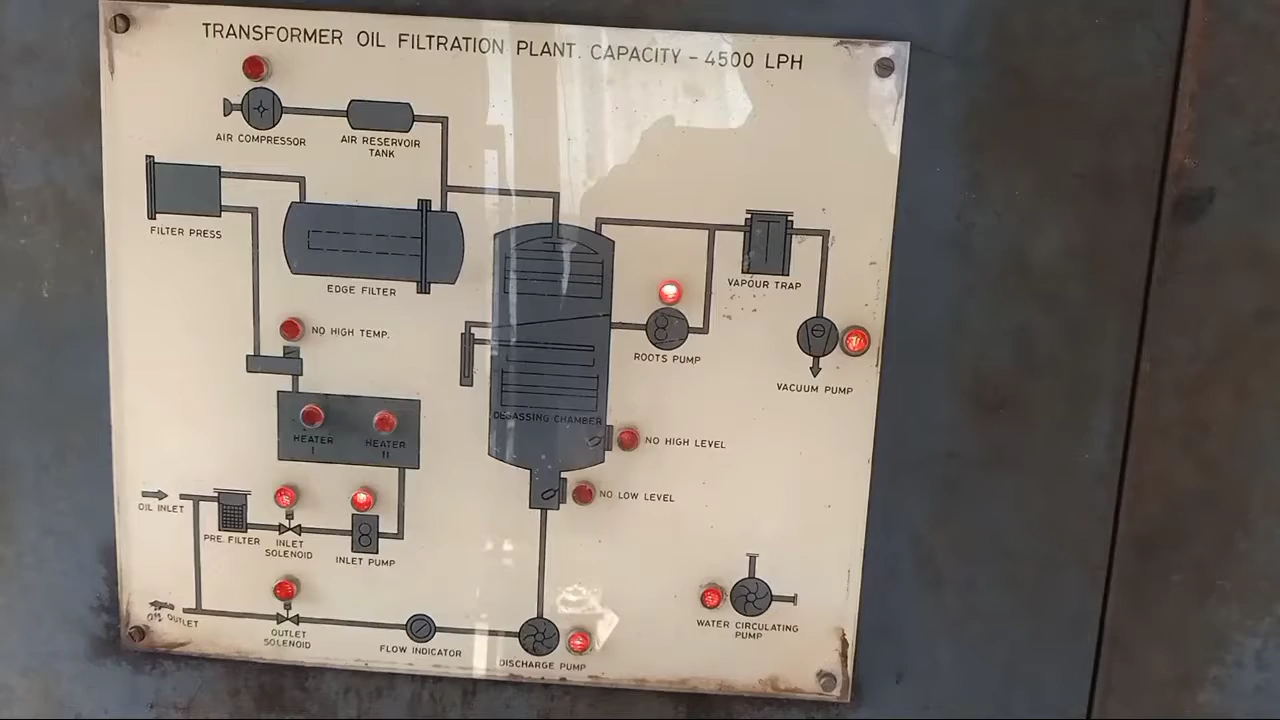 TRANSFORMER OIL FILTRATION PLANT. CAPACITY - 4500 LPH
AIR COMPRESSOR
AIR RESERVOIR
TANK
FILTER PRESS
EDGE FILTER
VAPOUR TRAP
NO HIGH TEMP.
ROOTS PUMP
VACUUM PUMP
DEGASSING CHAMBER
HEATER
I
HEATER
II
NO HIGH LEVEL
NO LOW LEVEL
OIL INLET
PRE. FILTER
INLET
SOLENOID
INLET PUMP
OIL OUTLET
OUTLET
SOLENOID
FLOW INDICATOR
DISCHARGE PUMP
WATER CIRCULATING
PUMP